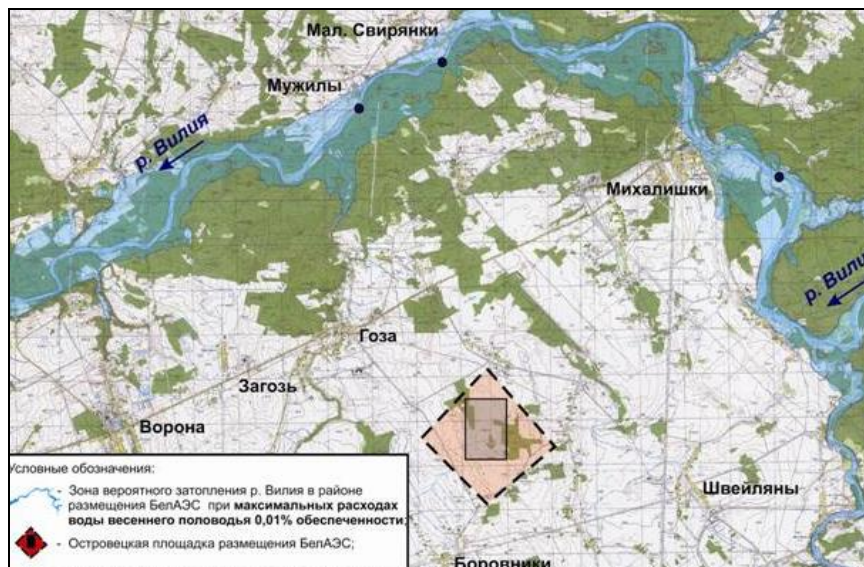 Мал. Свирянки
Мужилы
р. Вилия
Михалишки
р. Вили
Гоза
Загозь
Ворона
Швейляны
Боровники
Условные обозначения:
- Зона вероятного затопления р. Вилия в районе
размещения БелАЭС при максимальных расходах
воды весеннего половодья 0,01% обеспеченности;
- Островецкая площадка размещения БелАЭС;